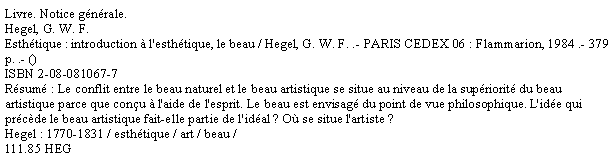 Livre. Notice générale.
Hegel, G. W. F.
Esthétique : introduction à l'esthétique, le beau / Hegel, G. W. F. .- PARIS CEDEX 06 : Flammarion, 1984 .- 379
p. .- ()
ISBN 2-08-081067-7
Résumé : Le conflit entre le beau naturel et le beau artistique se situe au niveau de la supériorité du beau
artistique parce que conçu à l'aide de l'esprit. Le beau est envisagé du point de vue philosophique. L'idée qui
précède le beau artistique fait-elle partie de l'idéal ? Où se situe l'artiste ?
Hegel : 1770-1831 / esthétique / art / beau /
111.85 HEG